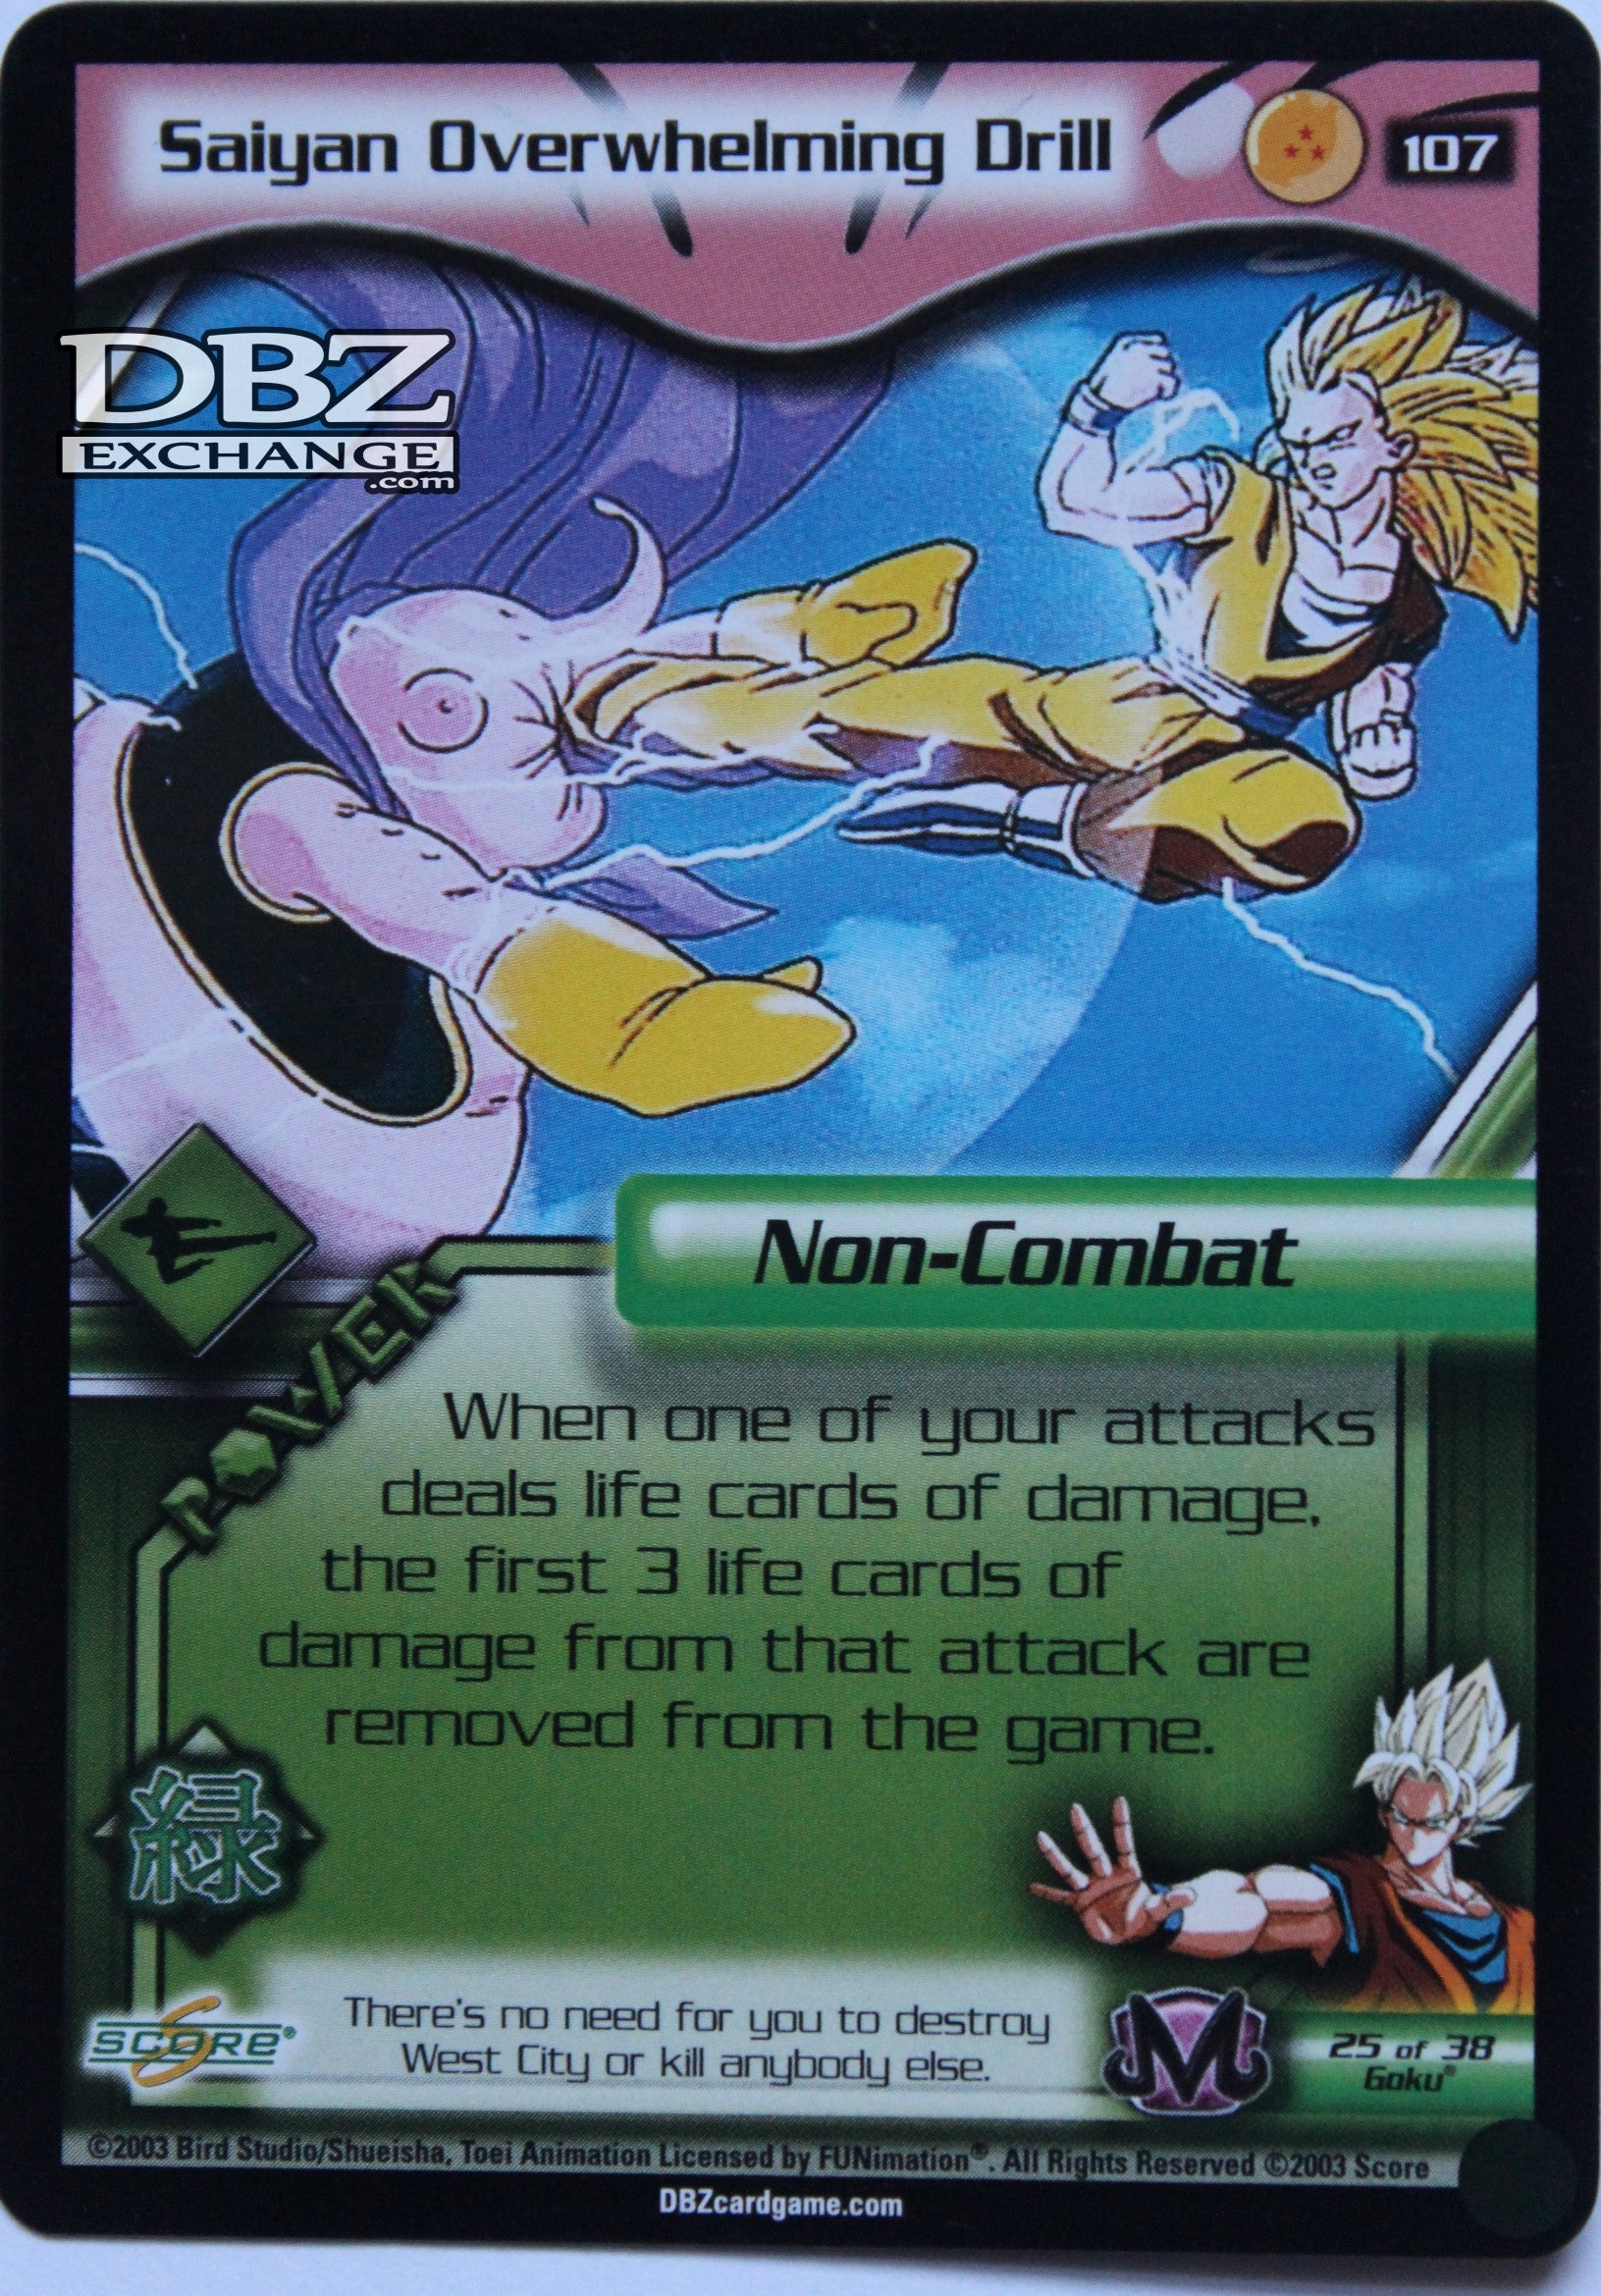 Saiyan Overwhelming Drill
107
DBZ
EXCHANGE
.com
Non-Combat
POWER
When one of your attacks
deals life cards of damage,
the first 3 life cards of
damage from that attack are
removed from the game.
緑
SCORE®
There's no need for you to destroy
West City or kill anybody else.
M
25 of 38
Goku®
©2003 Bird Studio/Shueisha, Toei Animation Licensed by FUNimation®. All Rights Reserved ©2003 Score
DBZcardgame.com